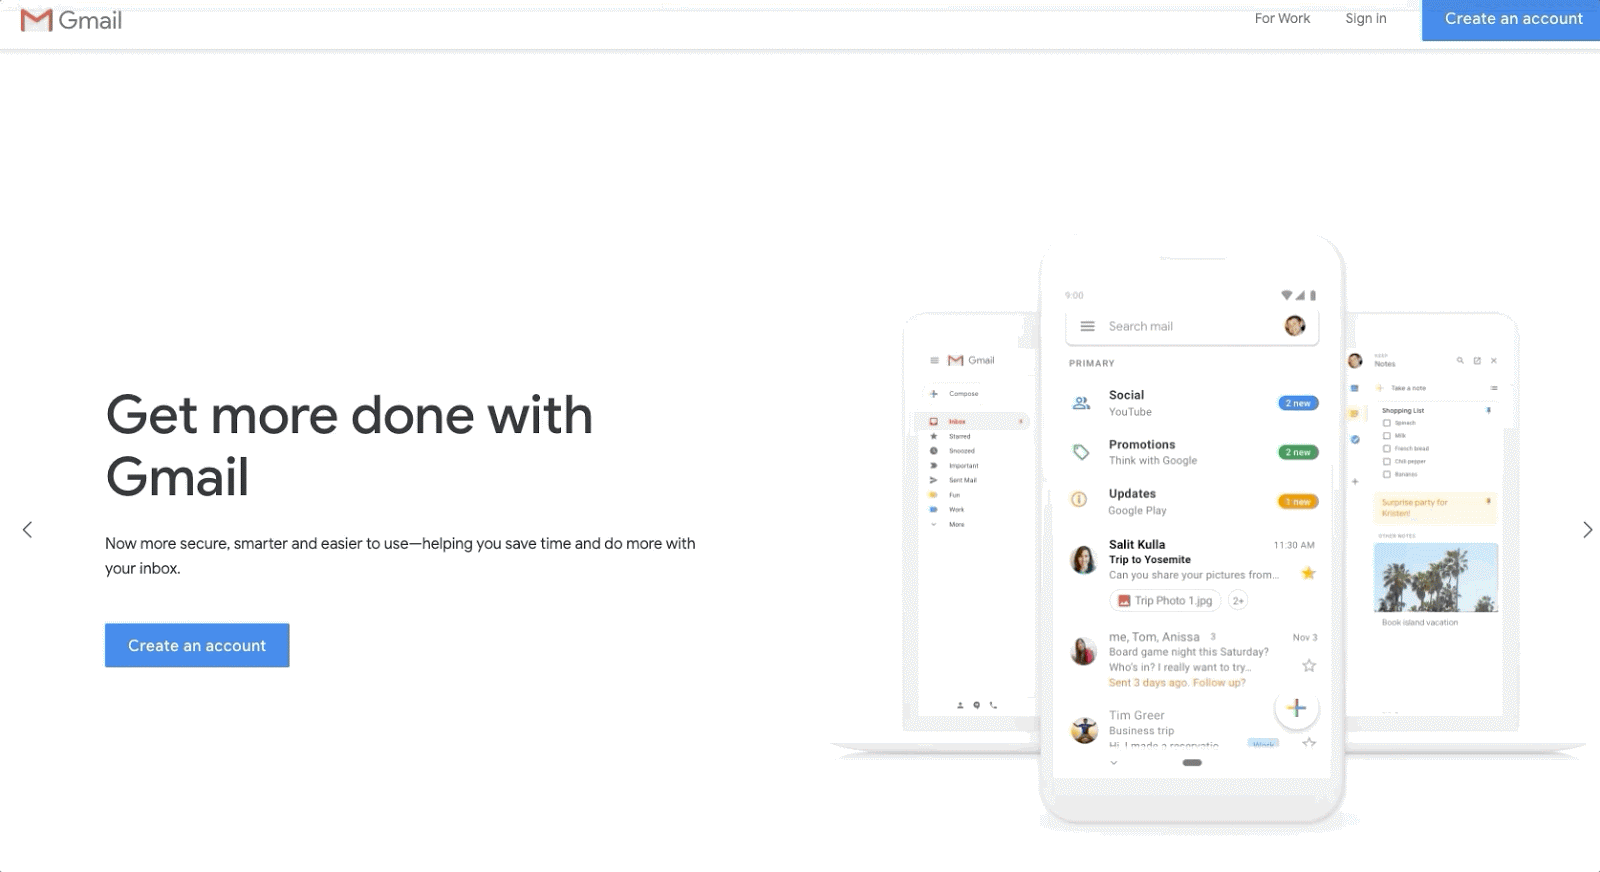 Gmail
For Work
Sign in
Create an account
Get more done with
Gmail
Now more secure, smarter and easier to use—helping you save time and do more with
your inbox.
Create an account
Gmail
Compose
Inbox
Starred
Snoozed
Important
Sent Mail
Fun
Work
More
9:00
Search mail
PRIMARY
Social
YouTube
2 new
Promotions
Think with Google
2 new
Updates
Google Play
1 new
Salit Kulla
11:30 AM
Trip to Yosemite
Can you share your pictures from...
Trip Photo 1.jpg
2+
me, Tom, Anissa 3
Nov 3
Board game night this Saturday?
Who's in? I really want to try...
Sent 3 days ago. Follow up?
Tim Greer
Business trip
Hi, I made a reservatio
Work
KEEP
Notes
Take a note
Shopping List
Spinach
Milk
French bread
Chili pepper
Bananas
Surprise party for
Kristen!
OTHER NOTES
Book island vacation